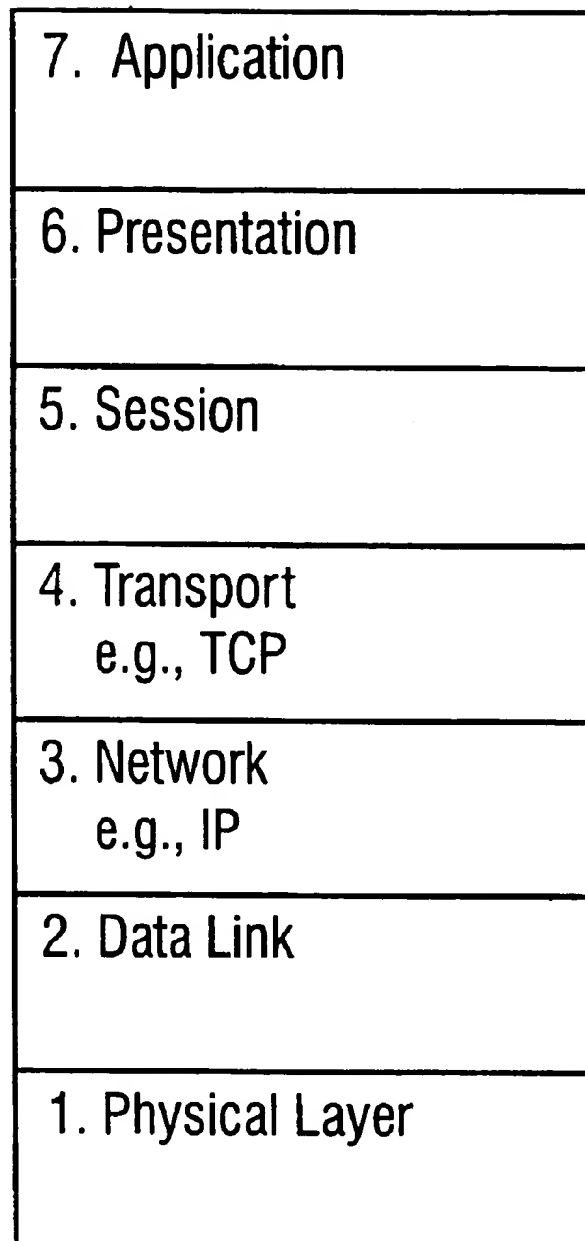 7. Application
6. Presentation
5. Session
4. Transport
e.g., TCP
3. Network
e.g., IP
2. Data Link
1. Physical Layer